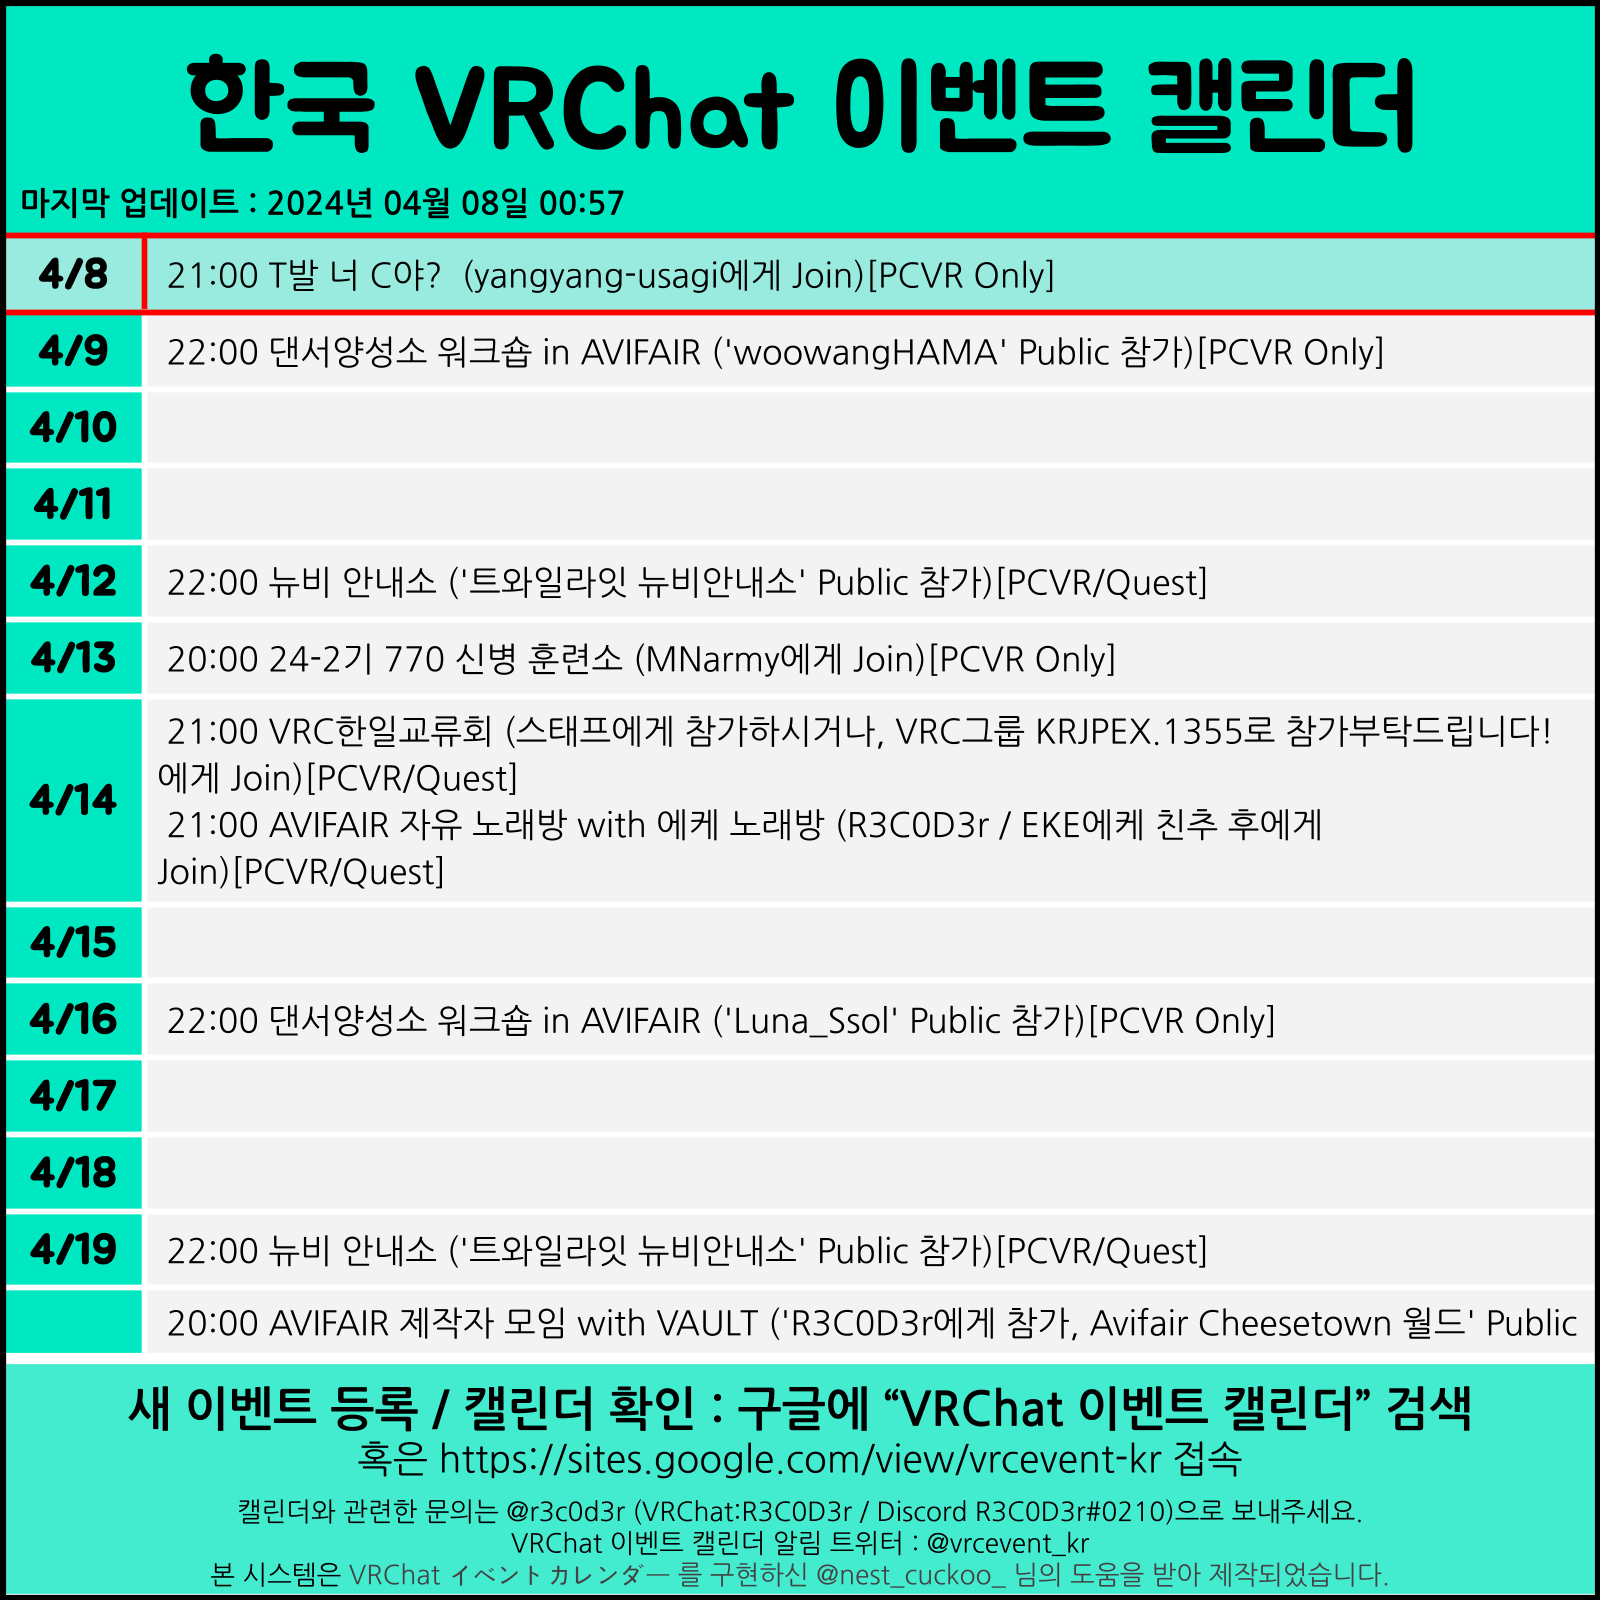 한국 VRChat 이벤트 캘린더
마지막 업데이트 : 2024년 04월 08일 00:57
4/8 21:00 T발 너 C야? (yangyang-usagi에게 Join)[PCVR Only]
4/9 22:00 댄서양성소 워크숍 in AVIFAIR ('woowangHAMA' Public 참가)[PCVR Only]
4/10
4/11
4/12 22:00 뉴비 안내소 ('트와일라잇 뉴비안내소' Public 참가)[PCVR/Quest]
4/13 20:00 24-2기 770 신병 훈련소 (MNarmy에게 Join)[PCVR Only]
4/14
21:00 VRC한일교류회 (스태프에게 참가하시거나, VRC그룹 KRJPEX.1355로 참가부탁드립니다!
에게 Join)[PCVR/Quest]
21:00 AVIFAIR 자유 노래방 with 에케 노래방 (R3C0D3r / EKE에케 친추 후에게
Join)[PCVR/Quest]
4/15
4/16 22:00 댄서양성소 워크숍 in AVIFAIR ('Luna_Ssol' Public 참가)[PCVR Only]
4/17
4/18
4/19 22:00 뉴비 안내소 ('트와일라잇 뉴비안내소' Public 참가)[PCVR/Quest]
20:00 AVIFAIR 제작자 모임 with VAULT ('R3C0D3r에게 참가, Avifair Cheesetown 월드' Public
새 이벤트 등록 / 캘린더 확인 : 구글에 “VRChat 이벤트 캘린더” 검색
혹은 https://sites.google.com/view/vrcevent-kr 접속
캘린더와 관련한 문의는 @r3c0d3r (VRChat:R3C0D3r / Discord R3C0D3r#0210)으로 보내주세요.
VRChat 이벤트 캘린더 알림 트위터 : @vrcevent_kr
본 시스템은 VRChat イベントカレンダー 를 구현하신 @nest_cuckoo_ 님의 도움을 받아 제작되었습니다.